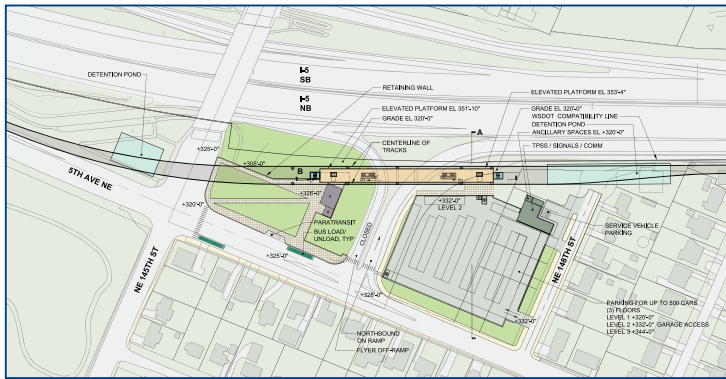 I-5
SB
I-5
NB
DETENTION POND
RETAINING WALL
ELEVATED PLATFORM EL 351'-10"
GRADE EL 320'-0"
CENTERLINE OF
TRACKS
ELEVATED PLATFORM EL 353'-4"
GRADE EL 320'-0"
WSDOT COMPATIBILITY LINE
DETENTION POND
ANCILLARY SPACES EL +320'-0"
TPSS / SIGNALS / COMM
A
B
+325'-0"
+305'-0"
+326'-0"
+320'-0"
5TH AVE NE
NE 145TH ST
PARATRANSIT
BUS LOAD/
UNLOAD, TYP
+325'-0"
CLOSED
+332'-0"
LEVEL 2
SERVICE VEHICLE
PARKING
NE 148TH ST
+328'-0"
+332'-0"
NORTHBOUND
ON RAMP
FLYER OFF-RAMP
PARKING FOR UP TO 500 CARS
(3) FLOORS
LEVEL 1 +320'-0"
LEVEL 2 +332'-0" GARAGE ACCESS
LEVEL 3 +344'-0"